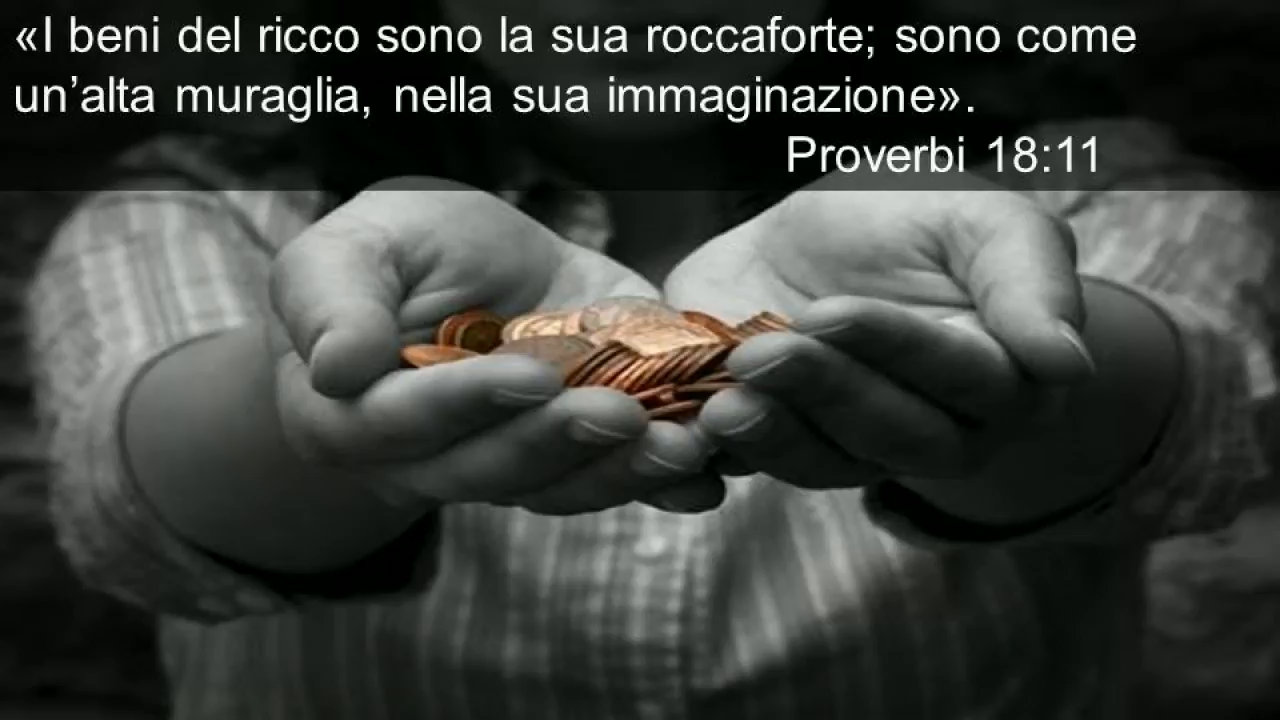 «I beni del ricco sono la sua roccaforte; sono come
un’alta muraglia, nella sua immaginazione».
Proverbi 18:11